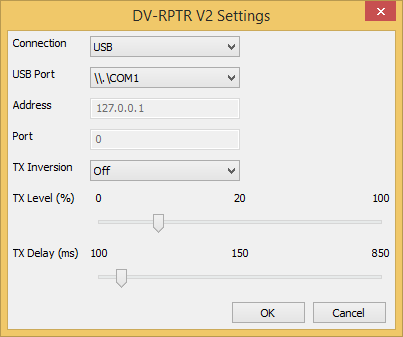 DV-RPTR V2 Settings
Connection USB
USB Port \\.\COM1
Address 127.0.0.1
Port 0
TX Inversion Off
TX Level (%) 0 20 100
TX Delay (ms) 100 150 850
OK Cancel